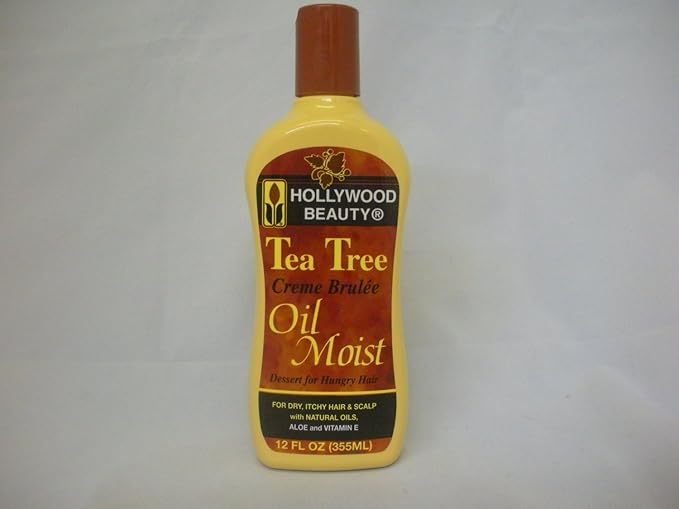 HOLLYWOOD
BEAUTY®
Tea Tree
Creme Brulée
Oil
Moist
Dessert for Hungry Hair
FOR DRY, ITCHY HAIR & SCALP
with NATURAL OILS,
ALOE and VITAMIN E
12 FL OZ (355ML)